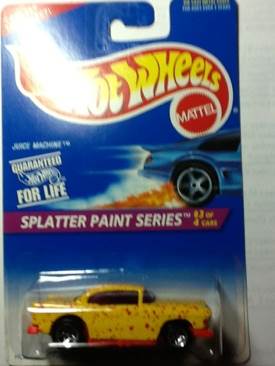 Hot Wheels
MATTEL
JUICE MACHINE™
GUARANTEED
FOR LIFE
SPLATTER PAINT SERIES™ #3 OF
4 CARS